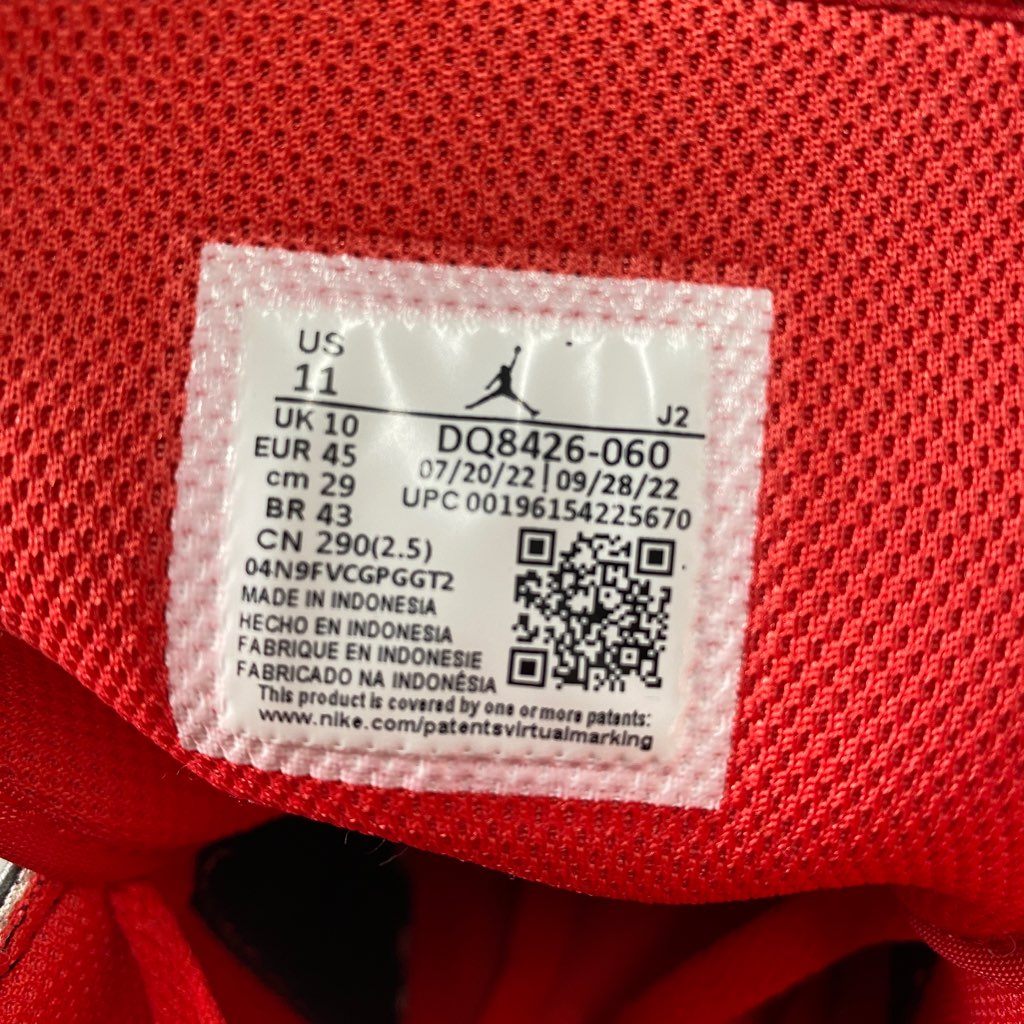 US
11
J2
UK 10
EUR 45
cm 29
BR 43
CN 290(2.5)
DQ8426-060
07/20/22 | 09/28/22
UPC 00196154225670
04N9FVCGPGGT2
MADE IN INDONESIA
HECHO EN INDONESIA
FABRIQUE EN INDONESIE
FABRICADO NA INDONÉSIA
This product is covered by one or more patents:
www.nike.com/patentsvirtualmarking